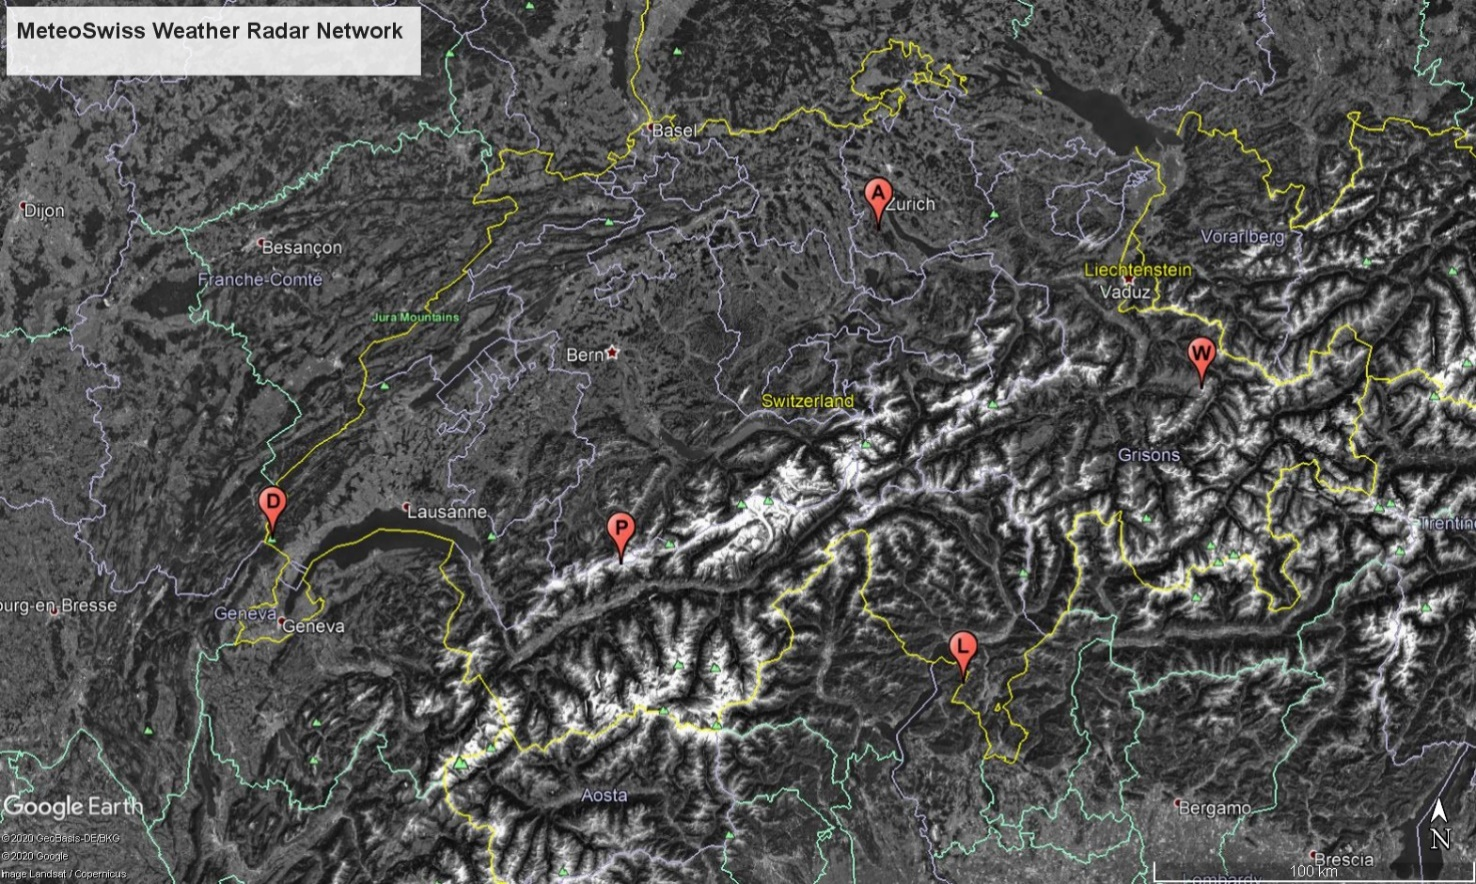 MeteoSwiss Weather Radar Network
Basel
A
Zurich
Dijon
Besançon
Vorarlberg
Franche-Comté
Liechtenstein
Vaduz
Jura Mountains
Bern
W
Switzerland
Grisons
D
Lausanne
P
Trentino
ourg-en Bresse
Geneva
Geneva
L
Aosta
Google Earth
Bergamo
N
©2020 GeoBasis-DE/BKG
©2020 Google
Image Landsat / Copernicus
Brescia
100 km
Lombardy